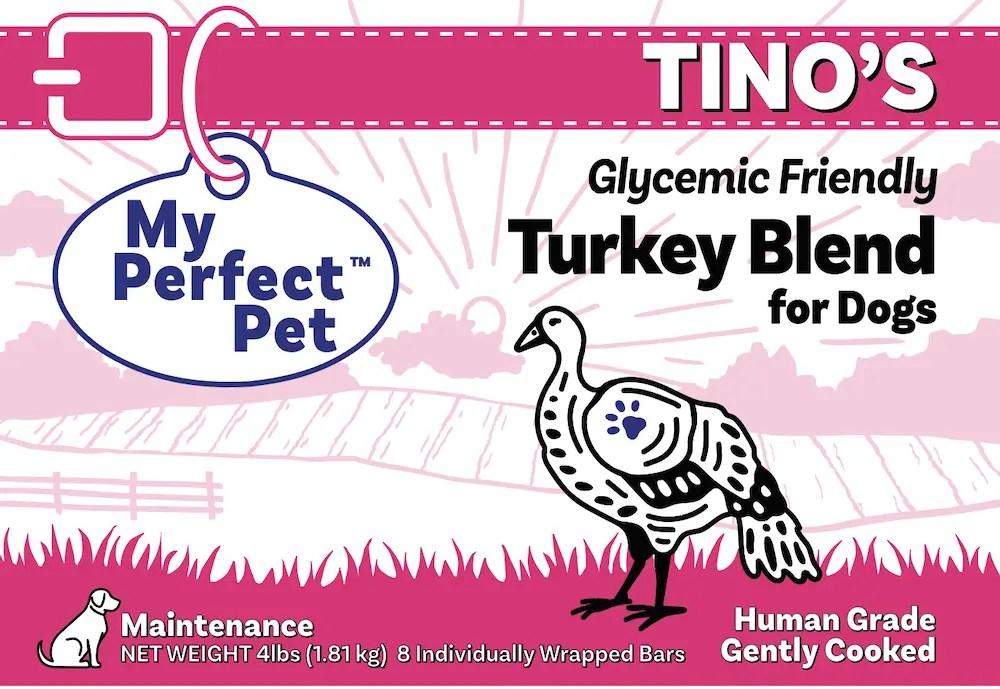 TINO'S
My
Perfect™
Pet
Glycemic Friendly
Turkey Blend
for Dogs
Maintenance
NET WEIGHT 4lbs (1.81 kg) 8 Individually Wrapped Bars
Human Grade
Gently Cooked